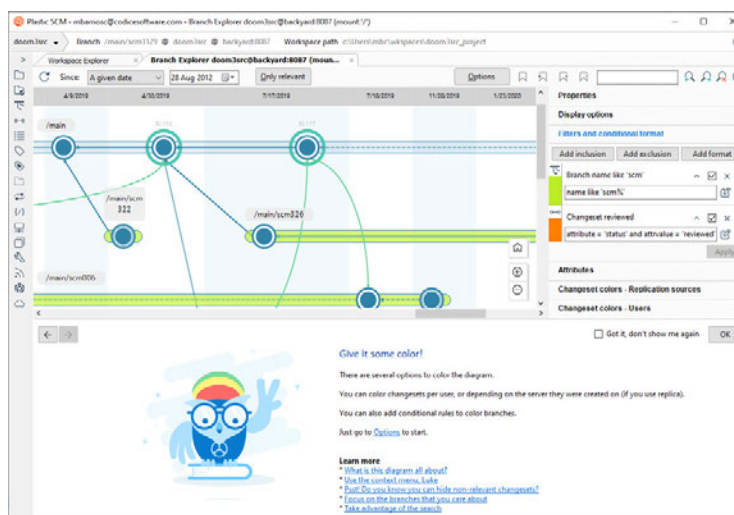 Plastic SCM - mbarnosc@codicesoftware.com - Branch Explorer doom3src@backyard:8087 (mount:'/')
doom3src Branch /main/scm3129 @ doom3src @ backyard:8087 Workspace path c:\Users\mbc\wkspaces\doom3src_project
Workspace Explorer Branch Explorer doom3src@backyard:8087 (moun...
Since: A given date 28 Aug 2012 Only relevant Options
4/9/2019 4/30/2019 7/17/2019 7/18/2019 11/28/2019 1/23/2020
/main
/main/scm
322
/main/scm326
/main/scm006
Properties
Display options
Filters and conditional format
Add inclusion Add exclusion Add format
Branch name like 'scm'
name like 'scm%'
Changeset reviewed
attribute = 'status' and attrvalue = 'reviewed'
Apply
Attributes
Changeset colors - Replication sources
Changeset colors - Users
Got it, don't show me again OK
Give it some color!
There are several options to color the diagram.
You can color changesets per user, or depending on the server they were created on (if you use replica).
You can also add conditional rules to color branches.
Just go to Options to start.
Learn more
* What is this diagram all about?
* Use the context menu, Luke
* Psst! Do you know you can hide non-relevant changesets?
* Focus on the branches that you care about
* Take advantage of the search